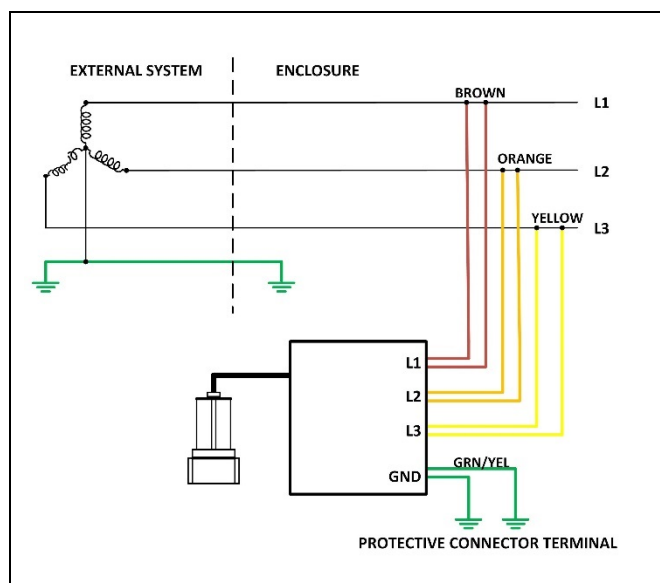 EXTERNAL SYSTEM
ENCLOSURE
BROWN
L1
ORANGE
L2
YELLOW
L3
L1
L2
L3
GRN/YEL
GND
PROTECTIVE CONNECTOR TERMINAL